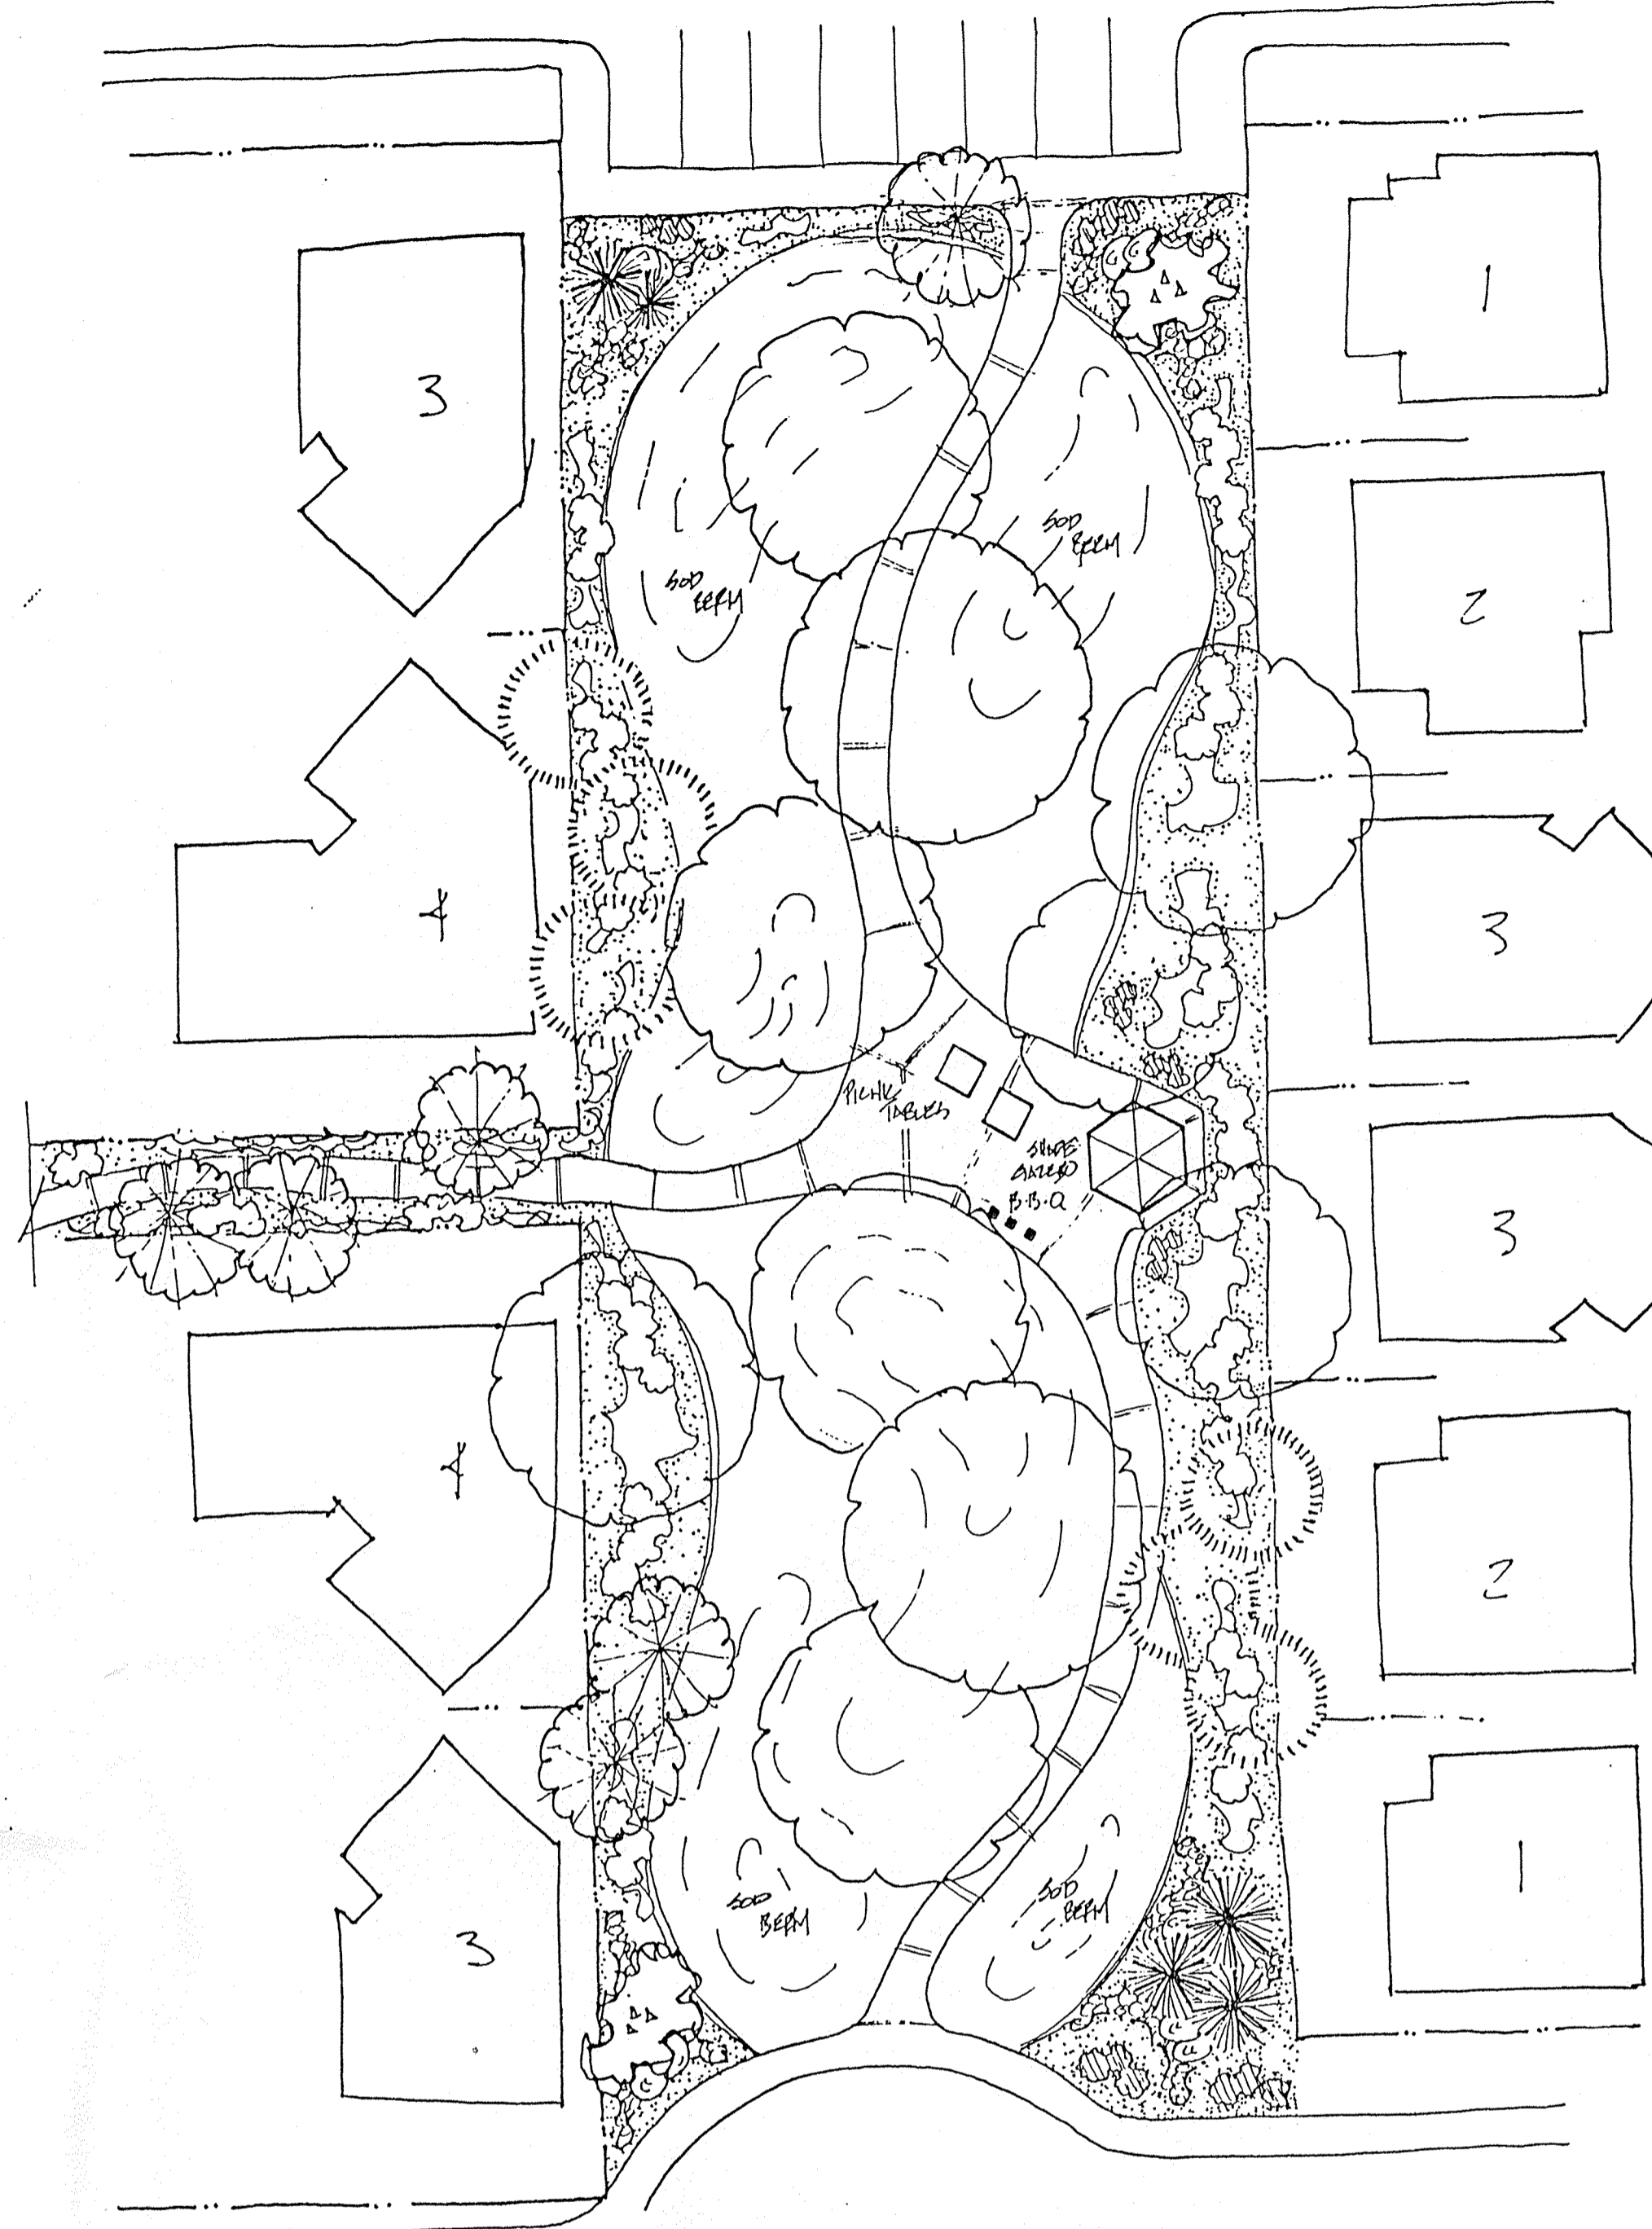 1
3
2
SOD
BERM
SOD
BERM
4
3
PICNIC
TABLES
SHADE
GAZEBO
B.B.Q
3
4
2
SOD
BERM
SOD
BERM
1
3